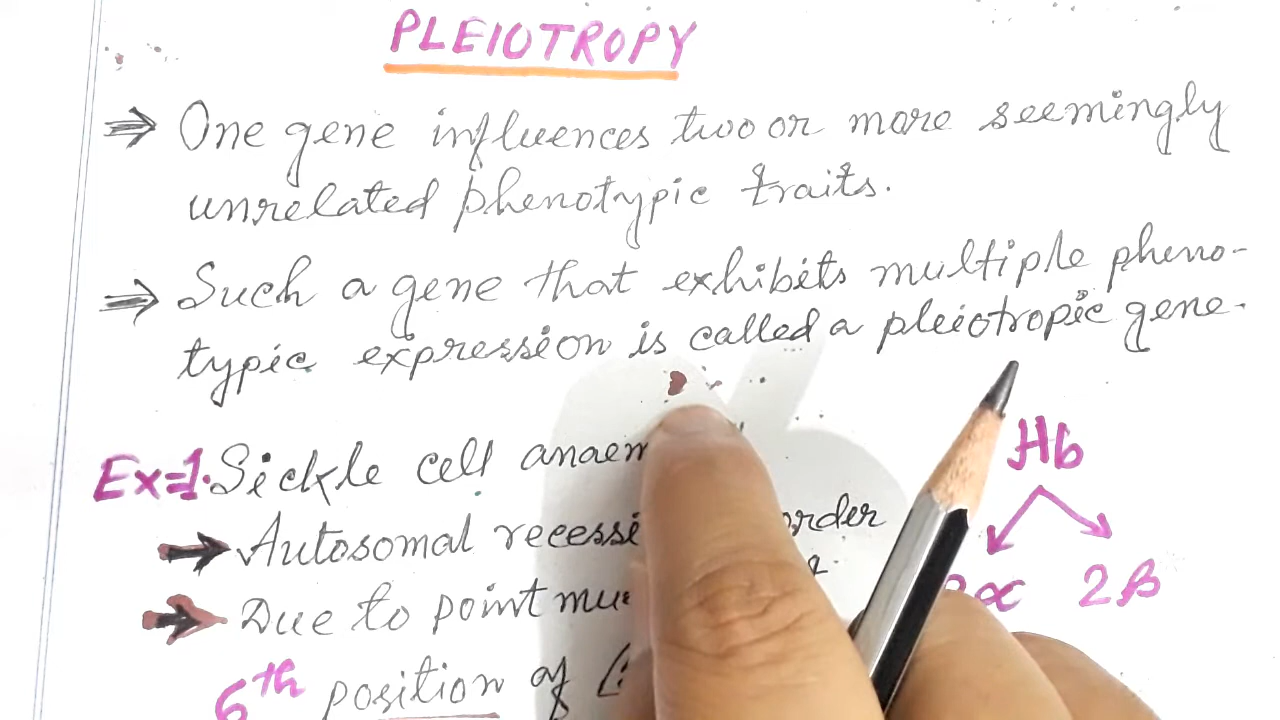 PLEIOTROPY
⇒ One gene influences two or more seemingly
unrelated phenotypic traits.
⇒ Such a gene that exhibits multiple pheno-
typic expression is called a pleiotropic gene.
Ex=1. Sickle cell anaem
Hb
→ Autosomal recessi order
→ Due to point mu
α 2β
6th position of